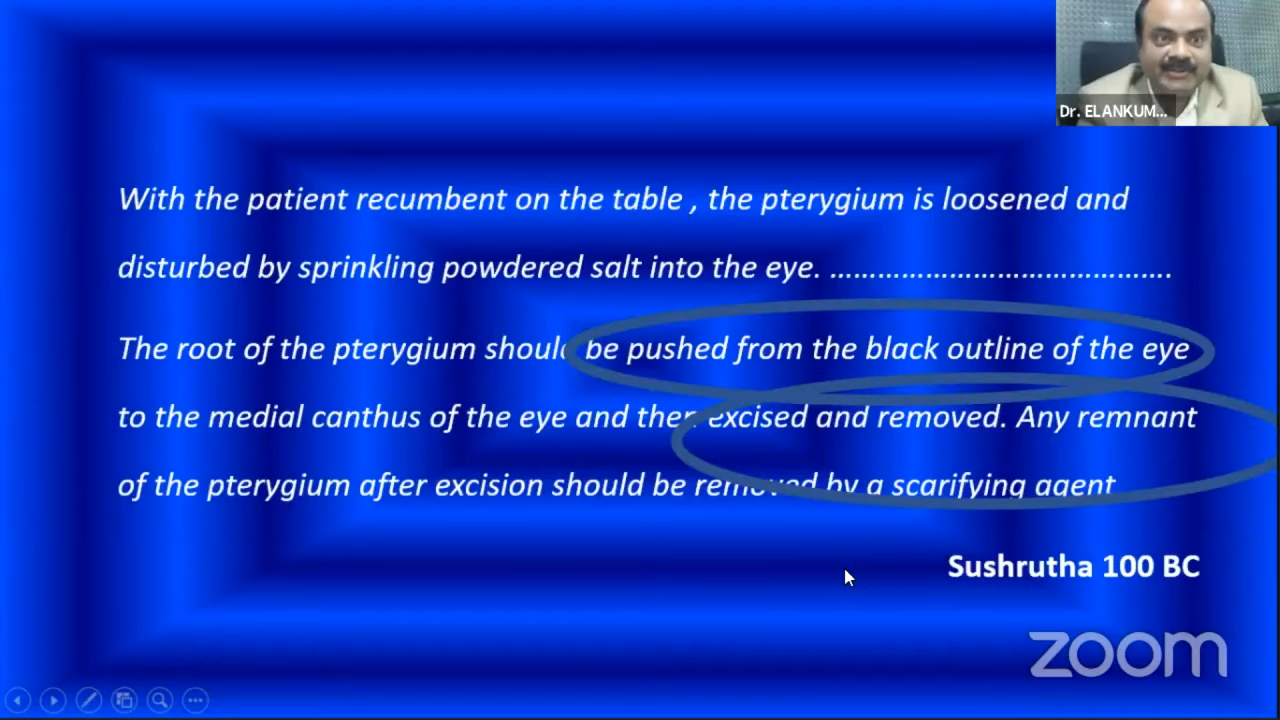 Dr. ELANKUM...
With the patient recumbent on the table , the pterygium is loosened and
disturbed by sprinkling powdered salt into the eye. ……………………………………….
The root of the pterygium should be pushed from the black outline of the eye
to the medial canthus of the eye and then excised and removed. Any remnant
of the pterygium after excision should be removed by a scarifying agent
Sushrutha 100 BC
zoom